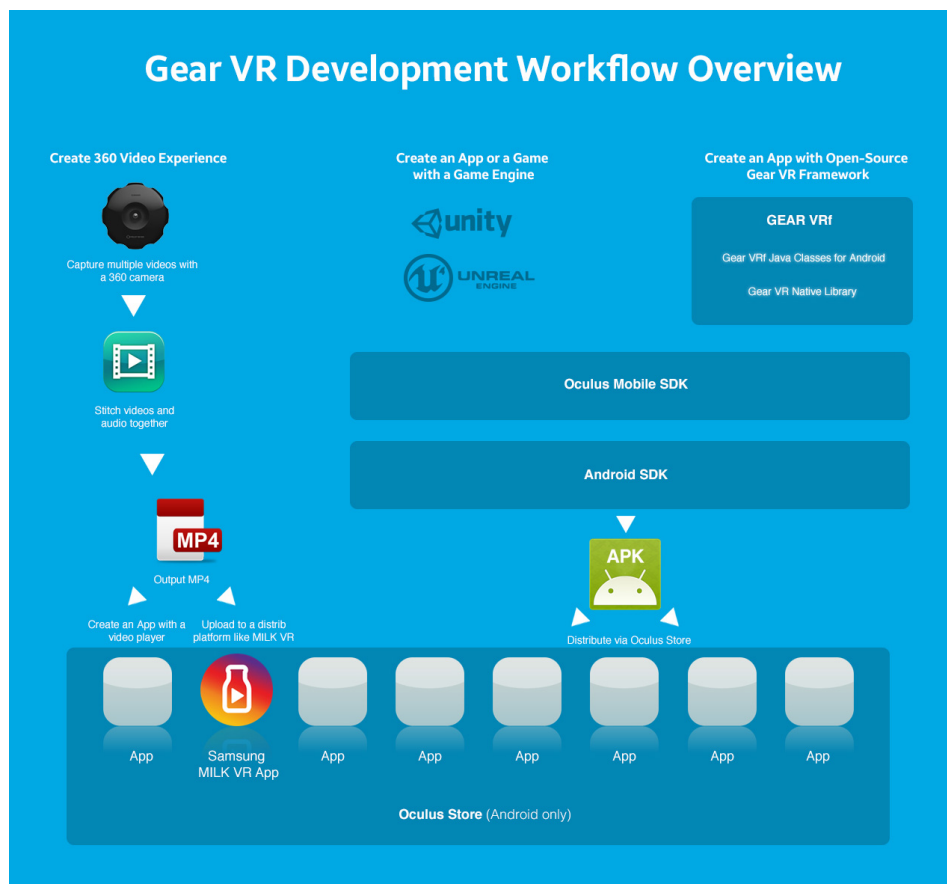 Gear VR Development Workflow Overview
Create 360 Video Experience
Capture multiple videos with
a 360 camera
Stitch videos and
audio together
MP4
Output MP4
Create an App with a
video player
Upload to a distrib
platform like MILK VR
Create an App or a Game
with a Game Engine
unity
UNREAL
ENGINE
Create an App with Open-Source
Gear VR Framework
GEAR VRf
Gear VRf Java Classes for Android
Gear VR Native Library
Oculus Mobile SDK
Android SDK
APK
Distribute via Oculus Store
App
Samsung
MILK VR App
App
App
App
App
App
App
Oculus Store (Android only)